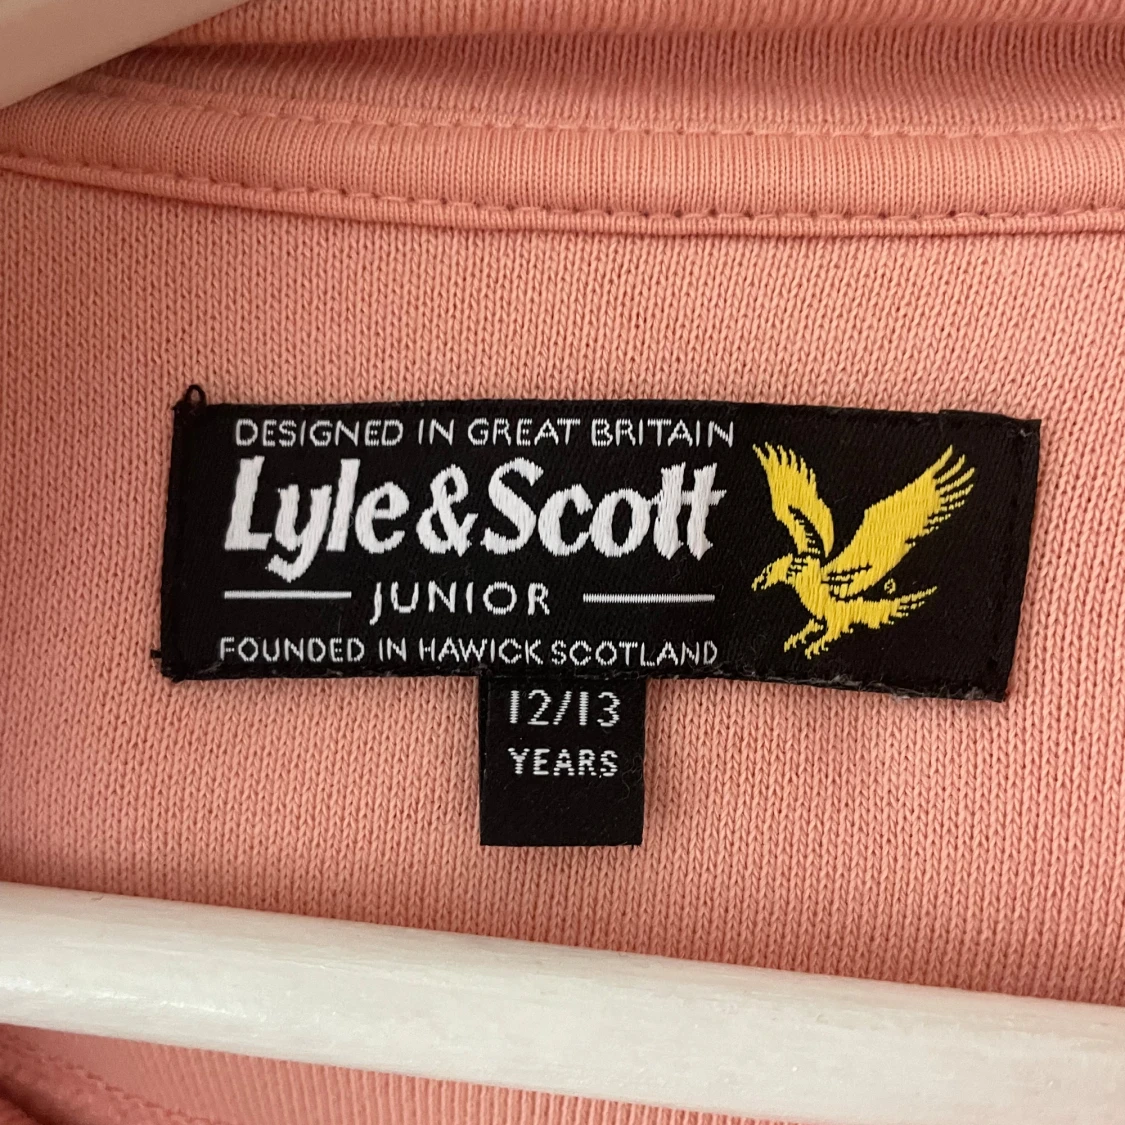 DESIGNED IN GREAT BRITAIN
Lyle&Scott
JUNIOR
FOUNDED IN HAWICK SCOTLAND
12/13
YEARS